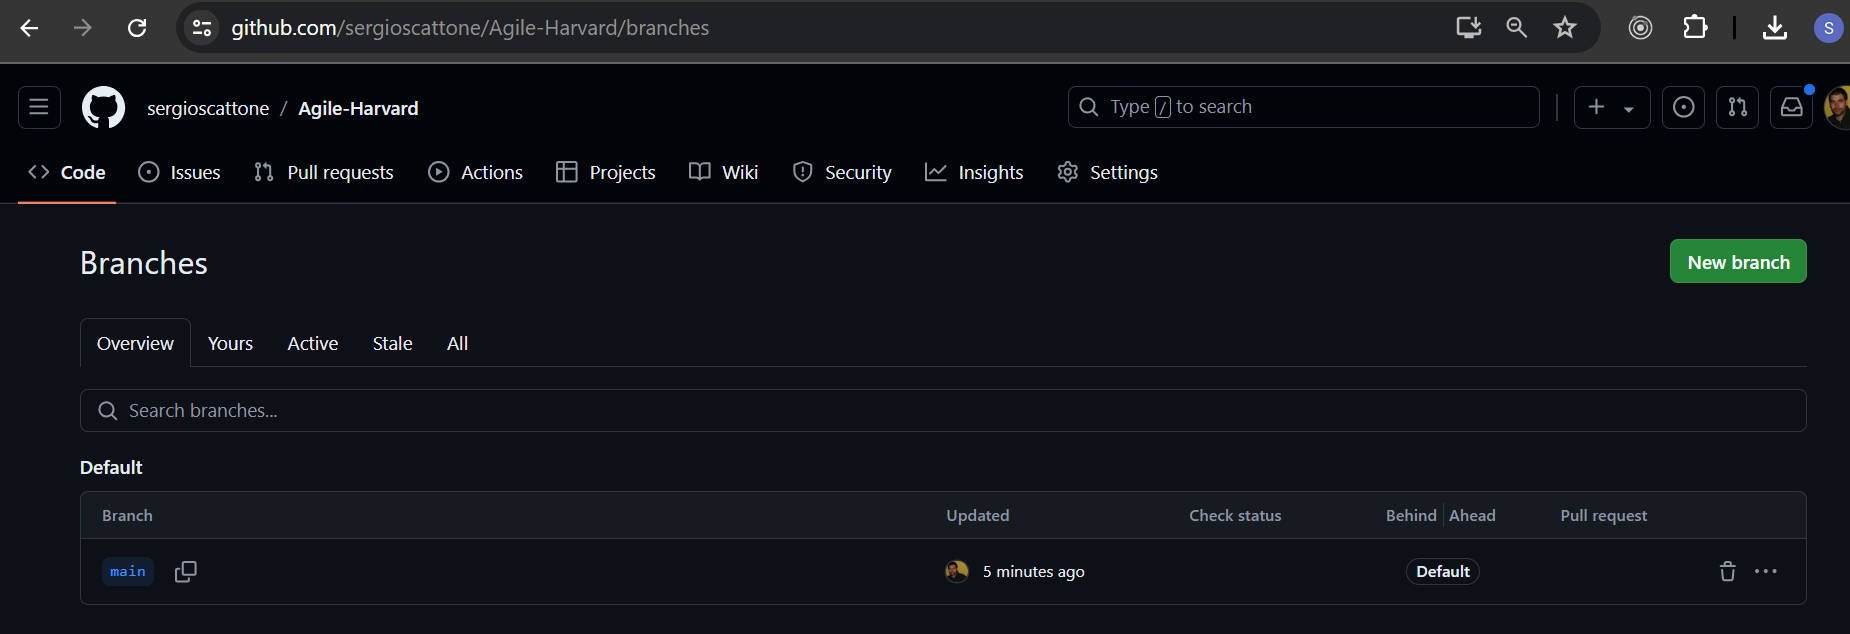 github.com/sergioscattone/Agile-Harvard/branches
S
sergioscattone / Agile-Harvard
Type / to search
Code Issues Pull requests Actions Projects Wiki Security Insights Settings
Branches
New branch
Overview Yours Active Stale All
Search branches...
Default
Branch Updated Check status Behind Ahead Pull request
main 5 minutes ago Default